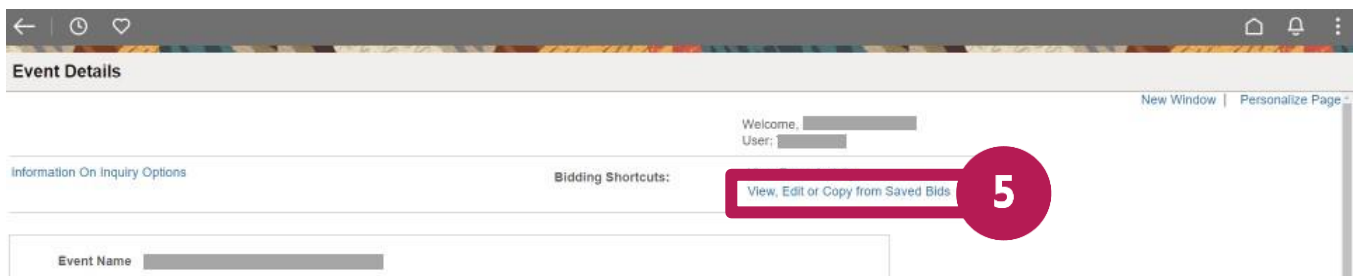 Event Details
New Window | Personalize Page
Welcome,
User:
Information On Inquiry Options
Bidding Shortcuts:
View, Edit or Copy from Saved Bids
5
Event Name